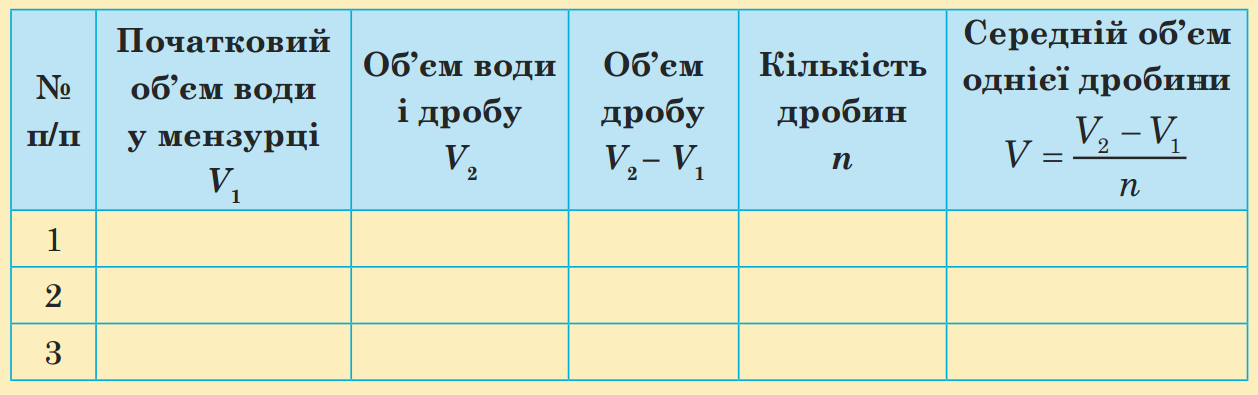 №
п/п
Початковий
об’єм води
у мензурці
V₁
Об’єм води
і дробу
V₂
Об’єм
дробу
V₂ – V₁
Кількість
дробин
n
Середній об’єм
однієї дробини
V = (V₂ – V₁) / n
1
2
3